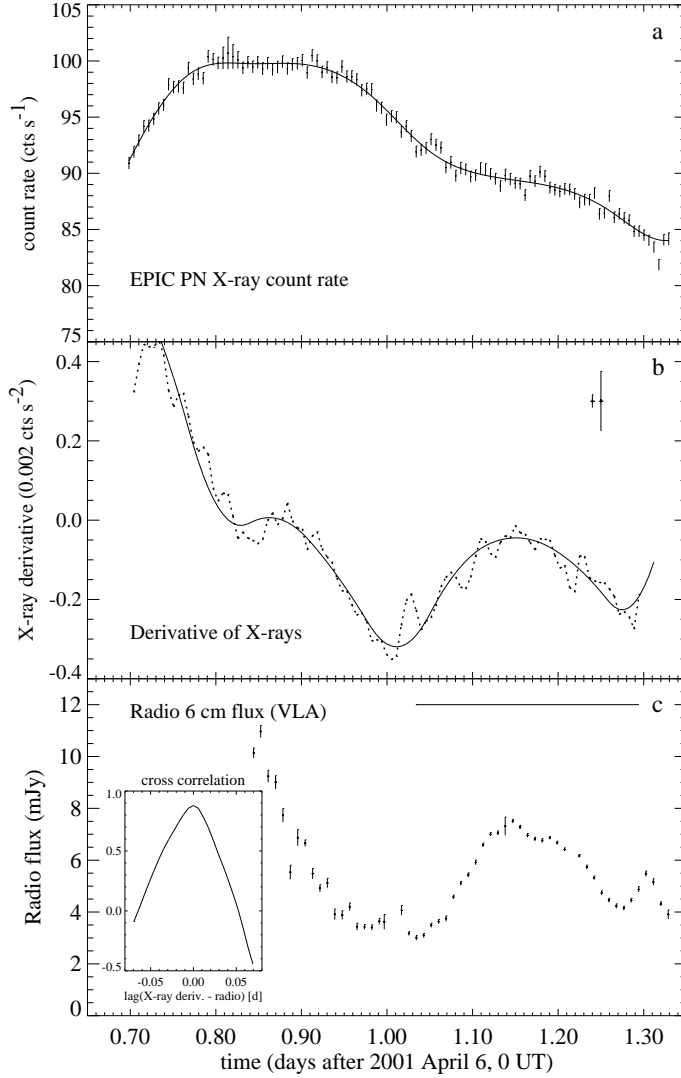 105
a
100
95
90
85
80
75
count rate (cts s⁻¹)
EPIC PN X-ray count rate
b
0.4
0.2
0.0
-0.2
-0.4
X-ray derivative (0.002 cts s⁻²)
Derivative of X-rays
c
12
10
8
6
4
2
0
Radio flux (mJy)
Radio 6 cm flux (VLA)
cross correlation
1.0
0.5
0.0
-0.5
-0.05 0.00 0.05
lag(X-ray deriv. - radio) [d]
0.70 0.80 0.90 1.00 1.10 1.20 1.30
time (days after 2001 April 6, 0 UT)